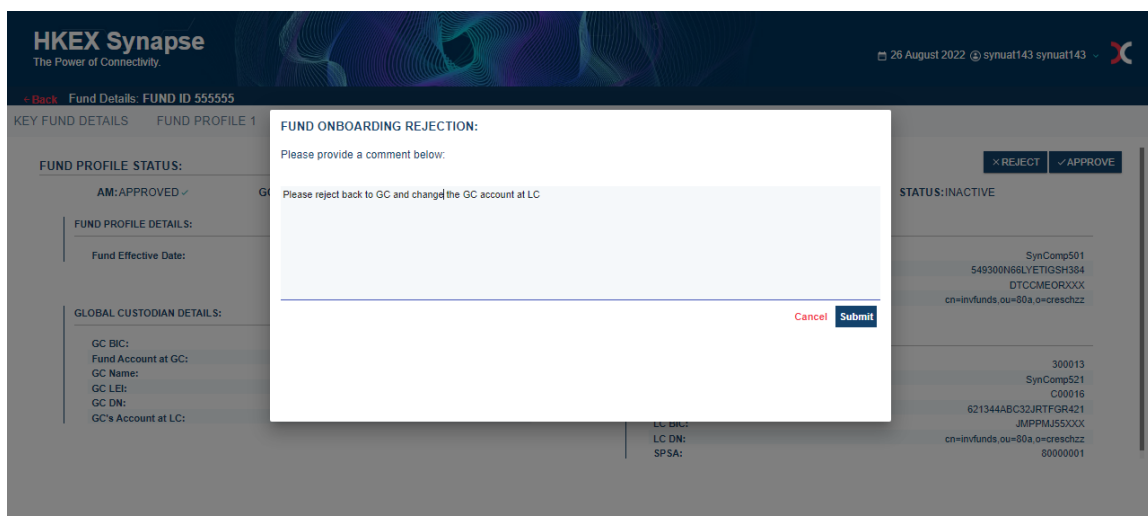 HKEX Synapse
The Power of Connectivity.
26 August 2022 synuat143 synuat143
←Back Fund Details: FUND ID 555555
KEY FUND DETAILS FUND PROFILE 1
FUND ONBOARDING REJECTION:
Please provide a comment below:
Please reject back to GC and change the GC account at LC
Cancel Submit
FUND PROFILE STATUS:
×REJECT ✓APPROVE
AM:APPROVED✓
STATUS:INACTIVE
FUND PROFILE DETAILS:
Fund Effective Date:
SynComp501
549300N66LYETIGSH384
DTCCMEORXXX
cn=invfunds,ou=80a,o=creschzz
GLOBAL CUSTODIAN DETAILS:
GC BIC:
Fund Account at GC:
GC Name:
GC LEI:
GC DN:
GC's Account at LC:
300013
SynComp521
C00016
621344ABC32JRTFGR421
LC BIC: JMPPMJ55XXX
LC DN: cn=invfunds,ou=80a,o=creschzz
SPSA: 80000001